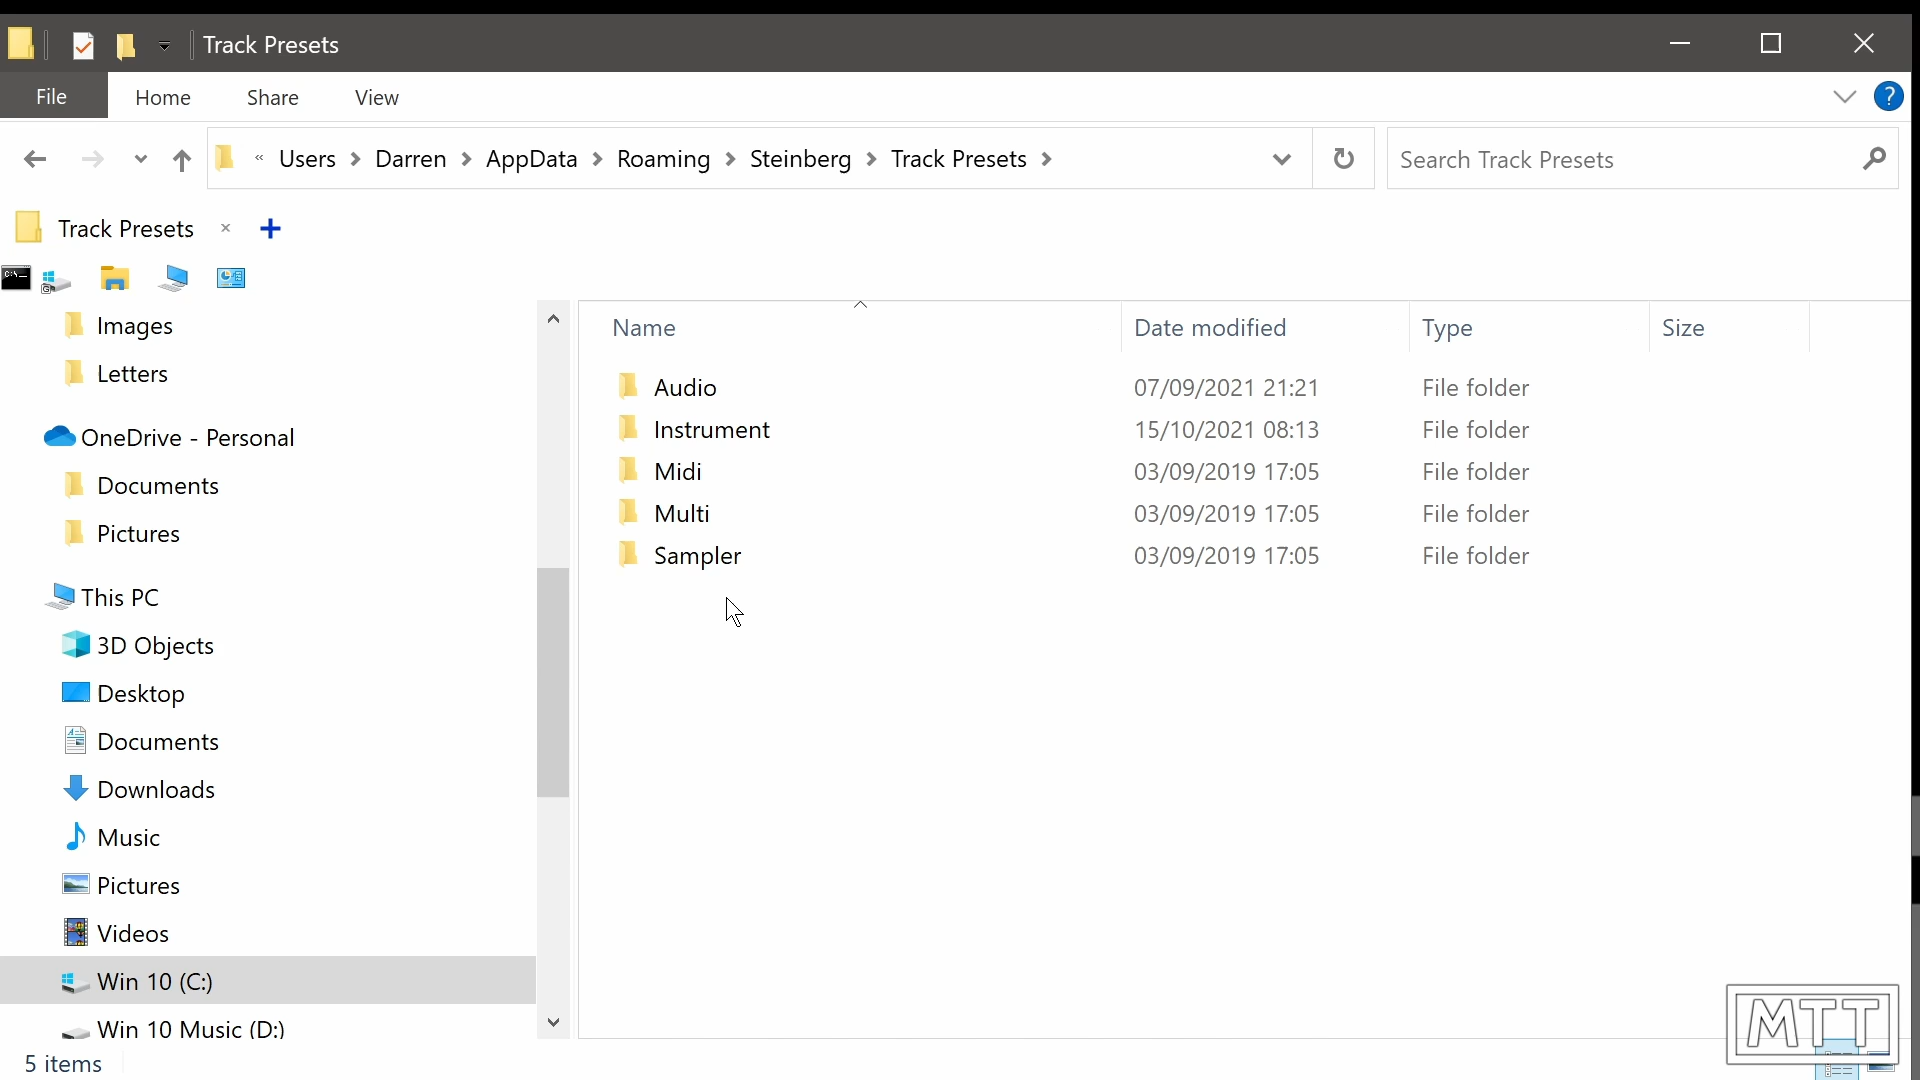 Track Presets
File Home Share View ?
« Users > Darren > AppData > Roaming > Steinberg > Track Presets >
Search Track Presets
Track Presets × +
C:\_
Images
Letters
OneDrive - Personal
Documents
Pictures
This PC
3D Objects
Desktop
Documents
Downloads
Music
Pictures
Videos
Win 10 (C:)
Win 10 Music (D:)
Name Date modified Type Size
Audio 07/09/2021 21:21 File folder
Instrument 15/10/2021 08:13 File folder
Midi 03/09/2019 17:05 File folder
Multi 03/09/2019 17:05 File folder
Sampler 03/09/2019 17:05 File folder
5 items
MTT